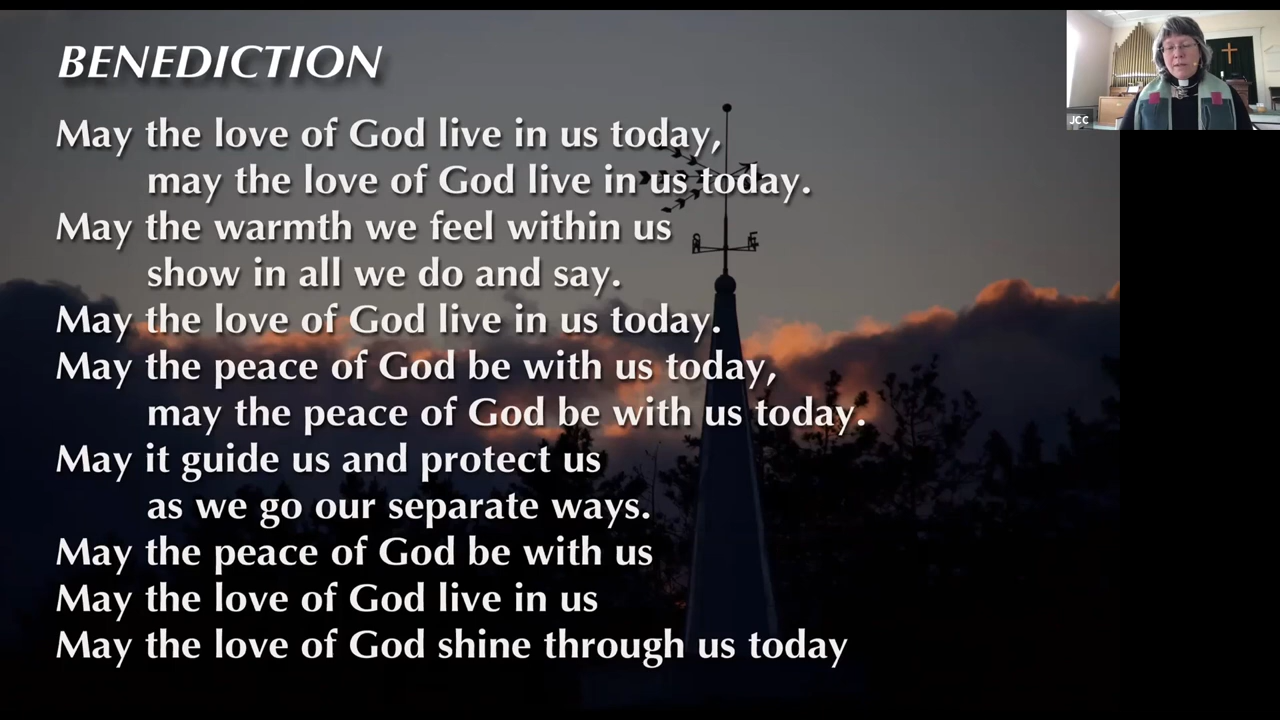 BENEDICTION
May the love of God live in us today,
may the love of God live in us today.
May the warmth we feel within us
show in all we do and say.
May the love of God live in us today.
May the peace of God be with us today,
may the peace of God be with us today.
May it guide us and protect us
as we go our separate ways.
May the peace of God be with us
May the love of God live in us
May the love of God shine through us today
JCC